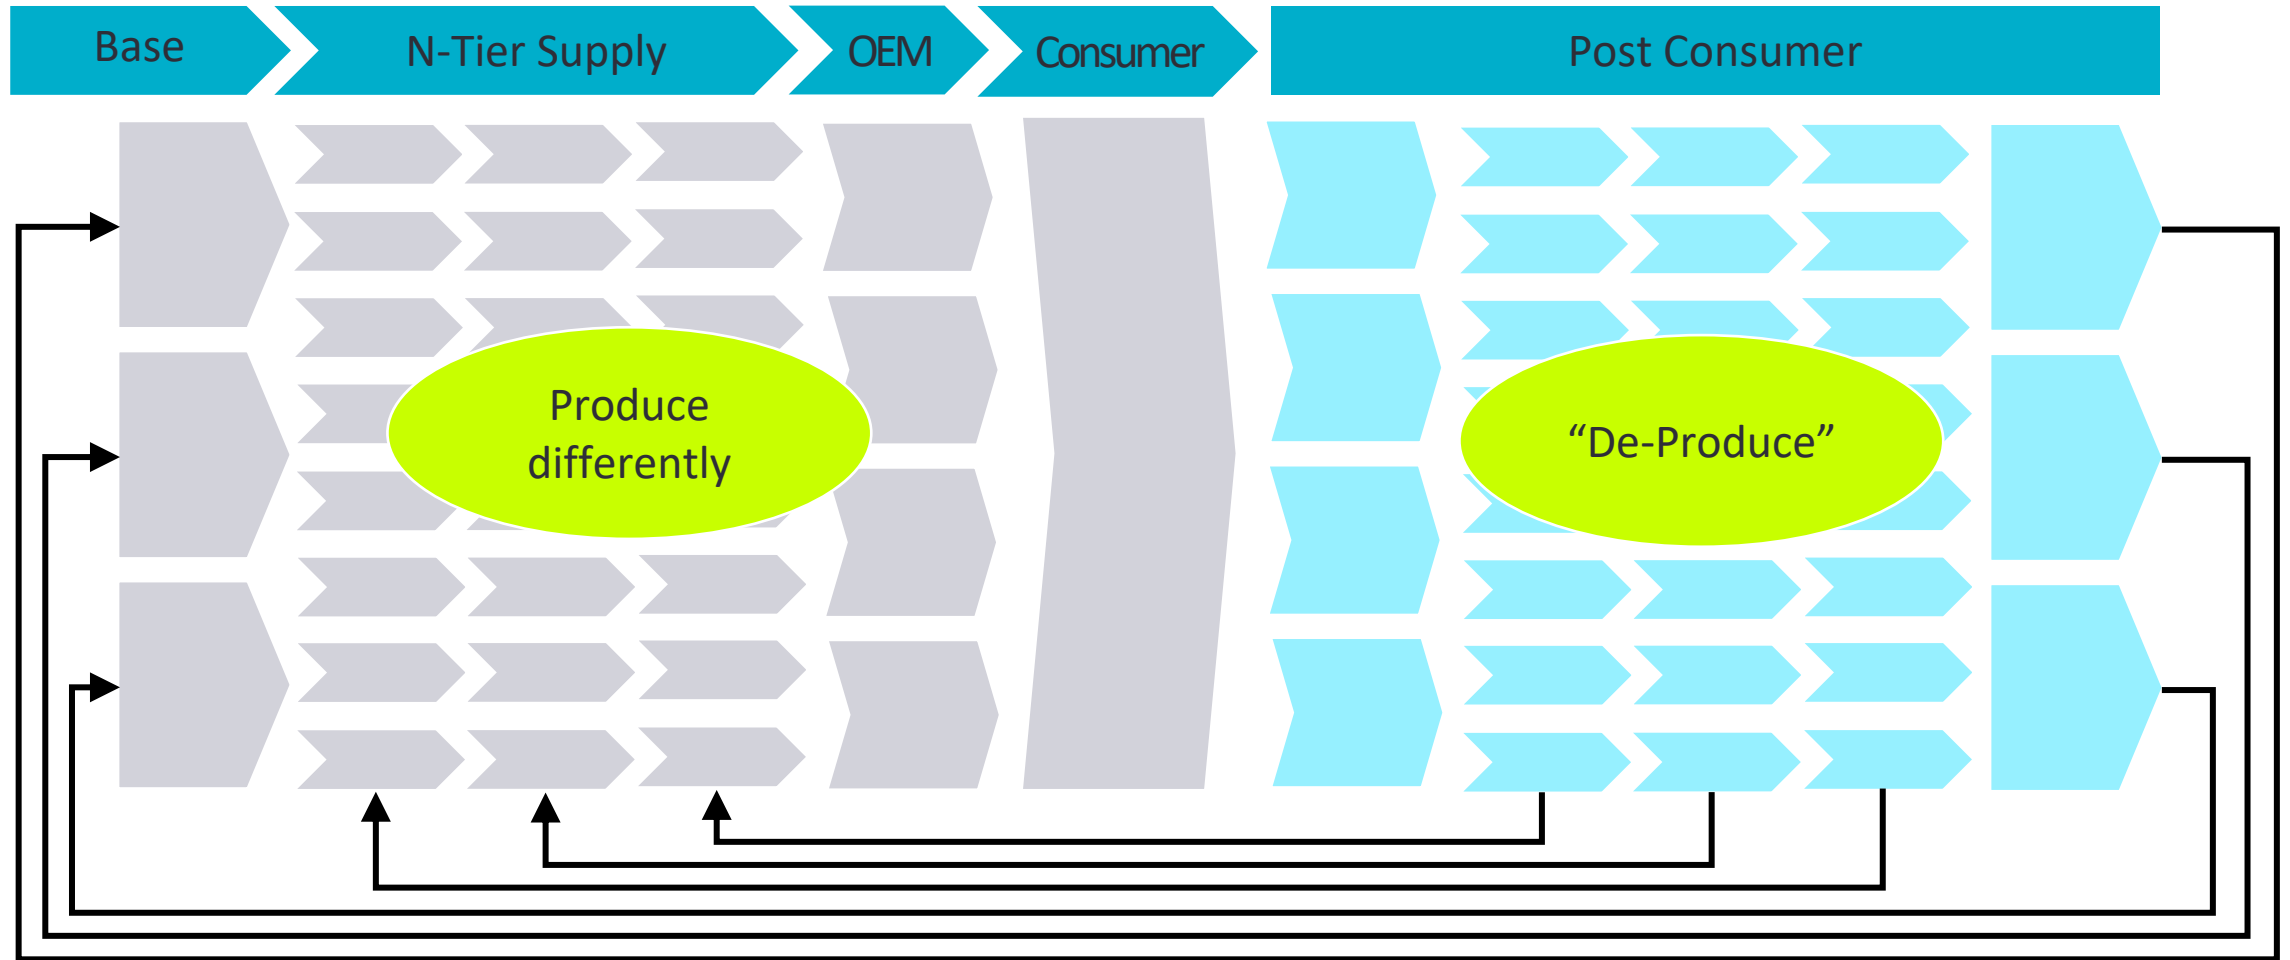 Base
N-Tier Supply
OEM
Consumer
Post Consumer
Produce
differently
“De-Produce”